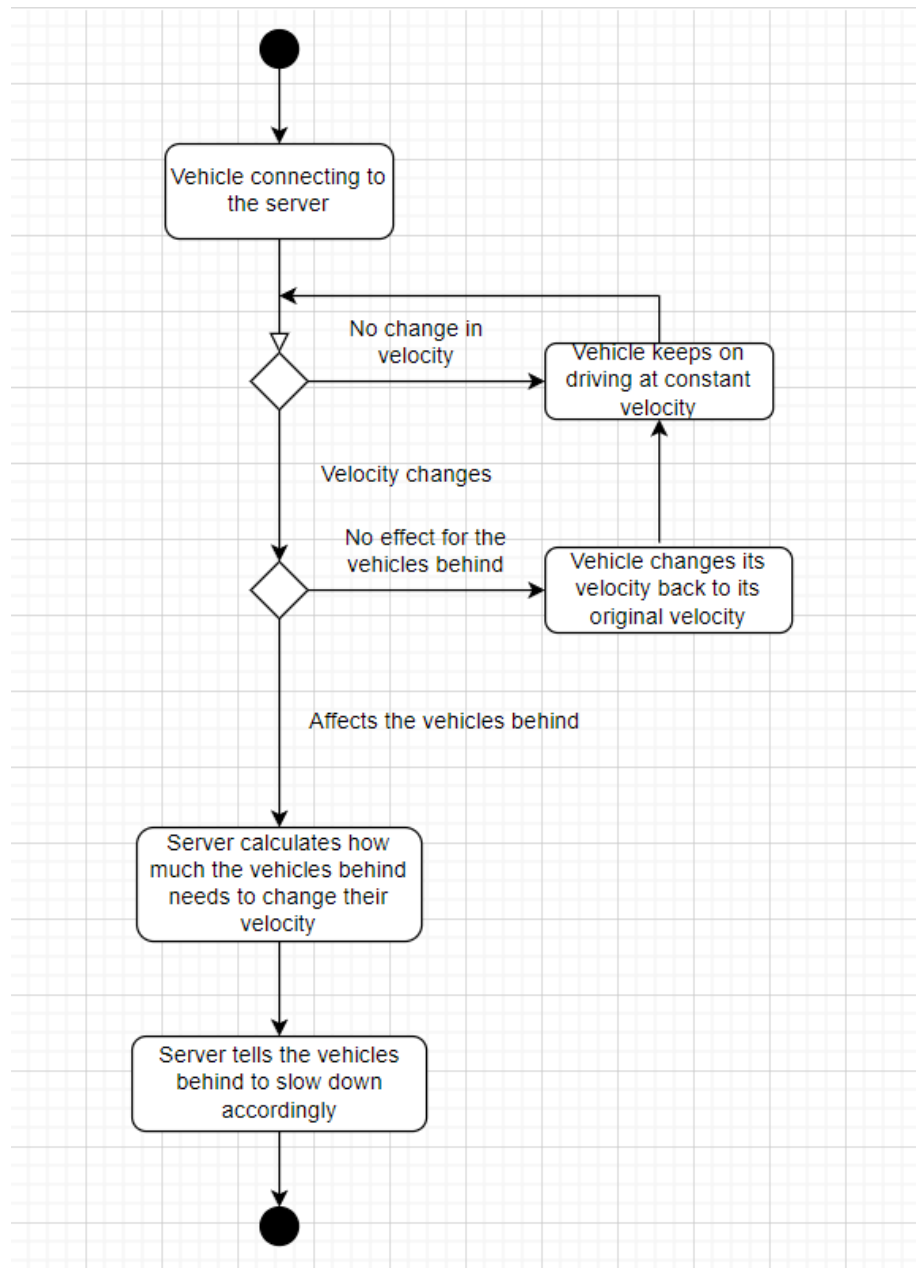 Vehicle connecting to
the server
No change in
velocity
Vehicle keeps on
driving at constant
velocity
Velocity changes
No effect for the
vehicles behind
Vehicle changes its
velocity back to its
original velocity
Affects the vehicles behind
Server calculates how
much the vehicles behind
needs to change their
velocity
Server tells the vehicles
behind to slow down
accordingly